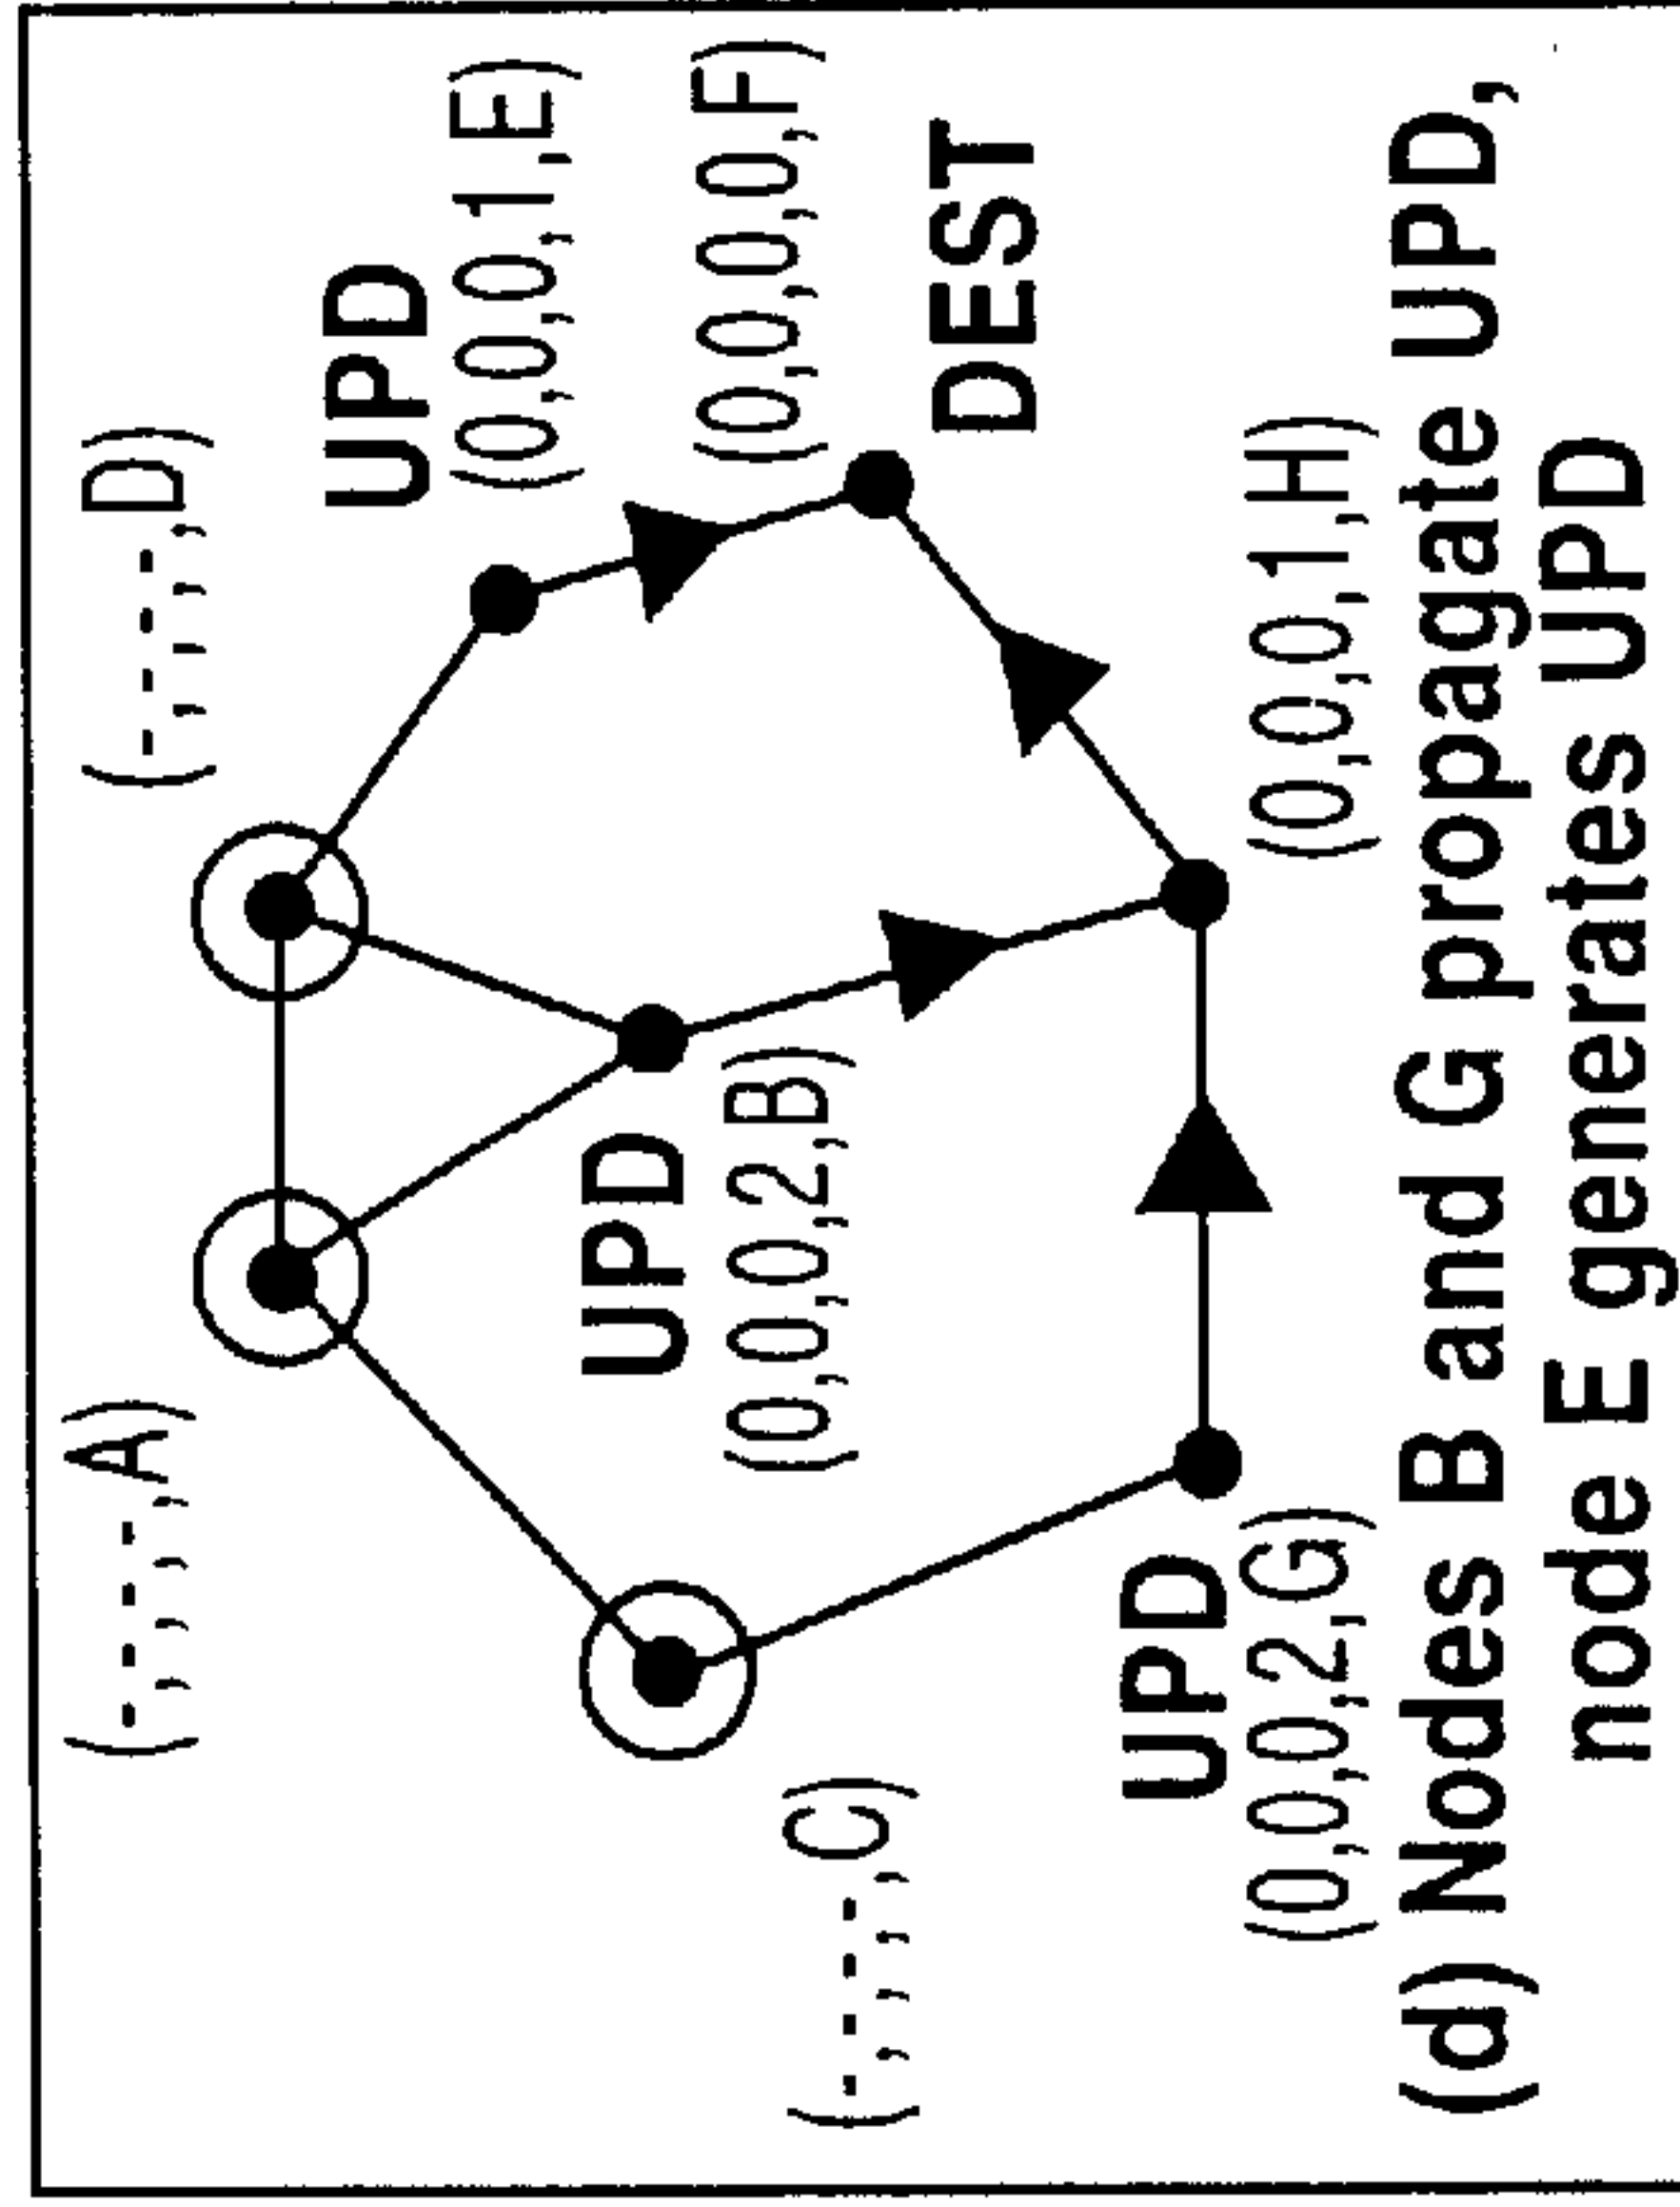 (-,-,-,-,A)
(-,-,-,-,D)
UPD
(0,0,0,1,E)
UPD
(0,0,0,2,B)
(0,0,0,0,F)
(-,-,-,-,C)
DEST
UPD
(0,0,0,2,G)
(0,0,0,1,H)
(d) Nodes B and G propagate UPD,
node E generates UPD